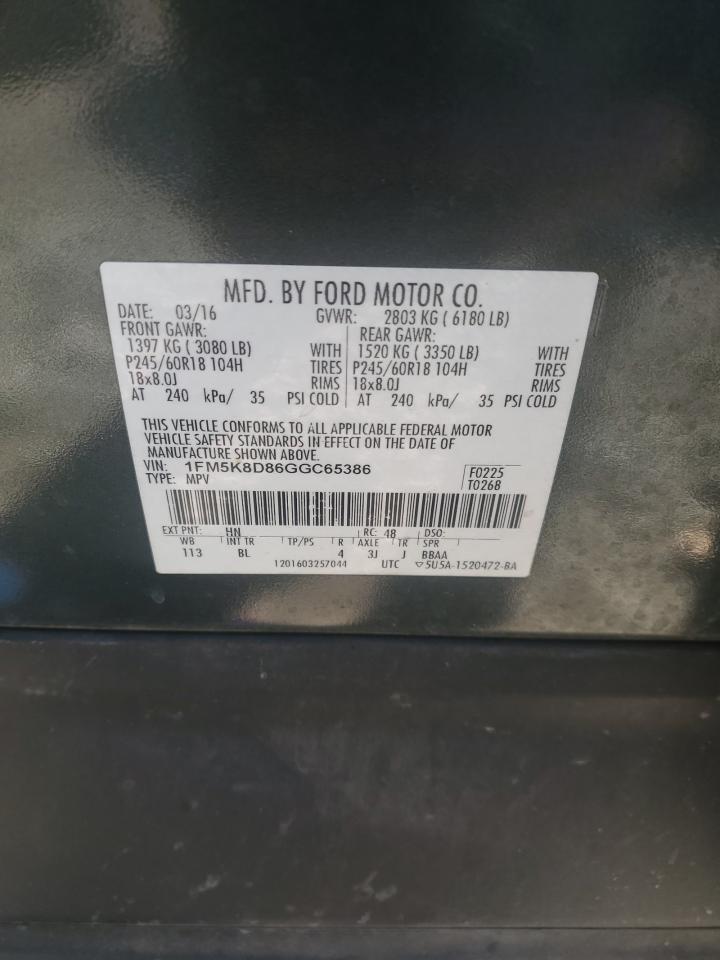 MFD. BY FORD MOTOR CO.
DATE: 03/16 GVWR: 2803 KG ( 6180 LB)
FRONT GAWR: REAR GAWR:
1397 KG ( 3080 LB) WITH 1520 KG ( 3350 LB) WITH
P245/60R18 104H TIRES P245/60R18 104H TIRES
18x8.0J RIMS 18x8.0J RIMS
AT 240 kPa/ 35 PSI COLD AT 240 kPa/ 35 PSI COLD
THIS VEHICLE CONFORMS TO ALL APPLICABLE FEDERAL MOTOR
VEHICLE SAFETY STANDARDS IN EFFECT ON THE DATE OF
MANUFACTURE SHOWN ABOVE.
VIN: 1FM5K8D86GGC65386 F0225
TYPE: MPV T026B
EXT PNT: HN RC: 48 DSO:
WB INT TR TP/PS R AXLE TR SPR
113 BL 4 3J J BBAA
1201603257044 UTC ▽5U5A-1520472-BA